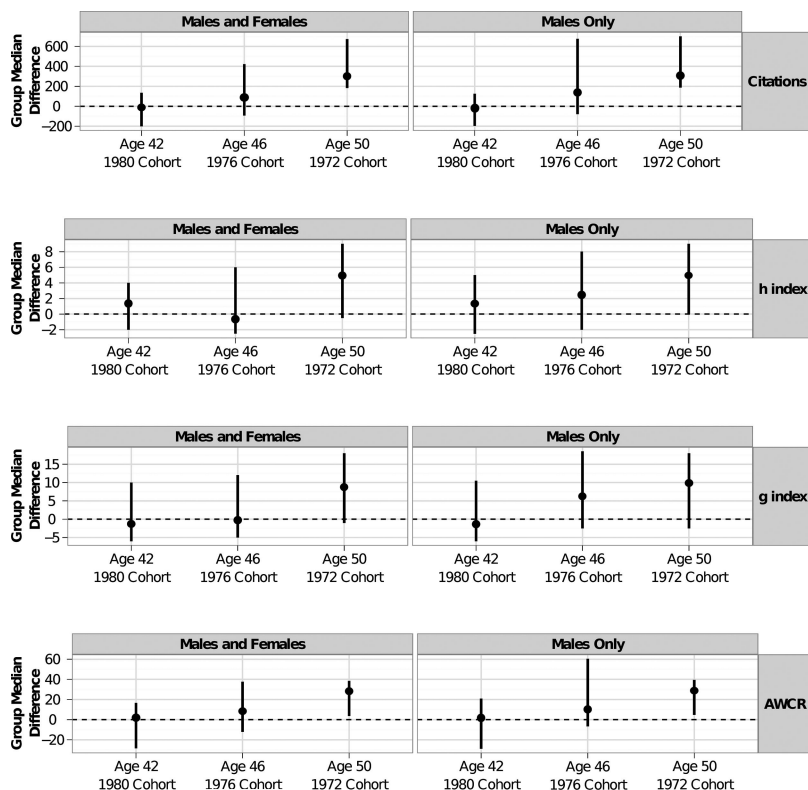 Males and Females Males Only
Group Median
Difference
600
400
200
0
−200
Citations
Age 42 Age 46 Age 50 Age 42 Age 46 Age 50
1980 Cohort 1976 Cohort 1972 Cohort 1980 Cohort 1976 Cohort 1972 Cohort
Males and Females Males Only
Group Median
Difference
8
6
4
2
0
−2
h index
Age 42 Age 46 Age 50 Age 42 Age 46 Age 50
1980 Cohort 1976 Cohort 1972 Cohort 1980 Cohort 1976 Cohort 1972 Cohort
Males and Females Males Only
Group Median
Difference
15
10
5
0
−5
g index
Age 42 Age 46 Age 50 Age 42 Age 46 Age 50
1980 Cohort 1976 Cohort 1972 Cohort 1980 Cohort 1976 Cohort 1972 Cohort
Males and Females Males Only
Group Median
Difference
60
40
20
0
−20
AWCR
Age 42 Age 46 Age 50 Age 42 Age 46 Age 50
1980 Cohort 1976 Cohort 1972 Cohort 1980 Cohort 1976 Cohort 1972 Cohort